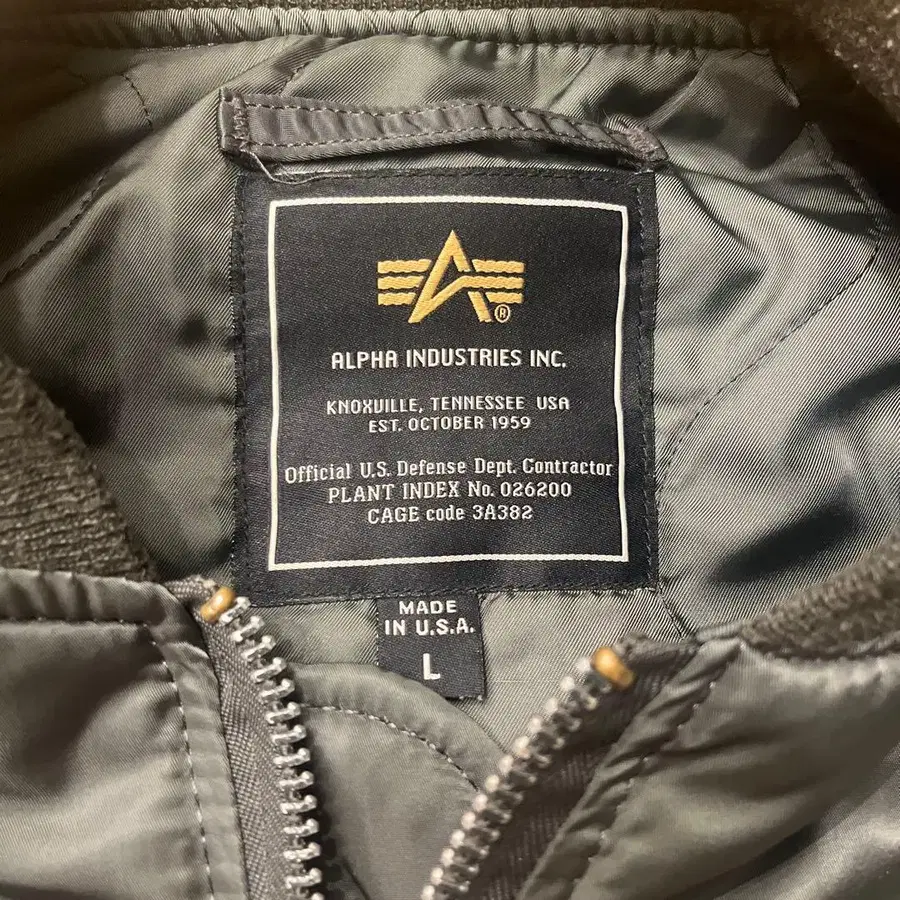 ®
ALPHA INDUSTRIES INC.
KNOXVILLE, TENNESSEE USA
EST. OCTOBER 1959
Official U.S. Defense Dept. Contractor
PLANT INDEX No. 026200
CAGE code 3A382
MADE
IN U.S.A.
L